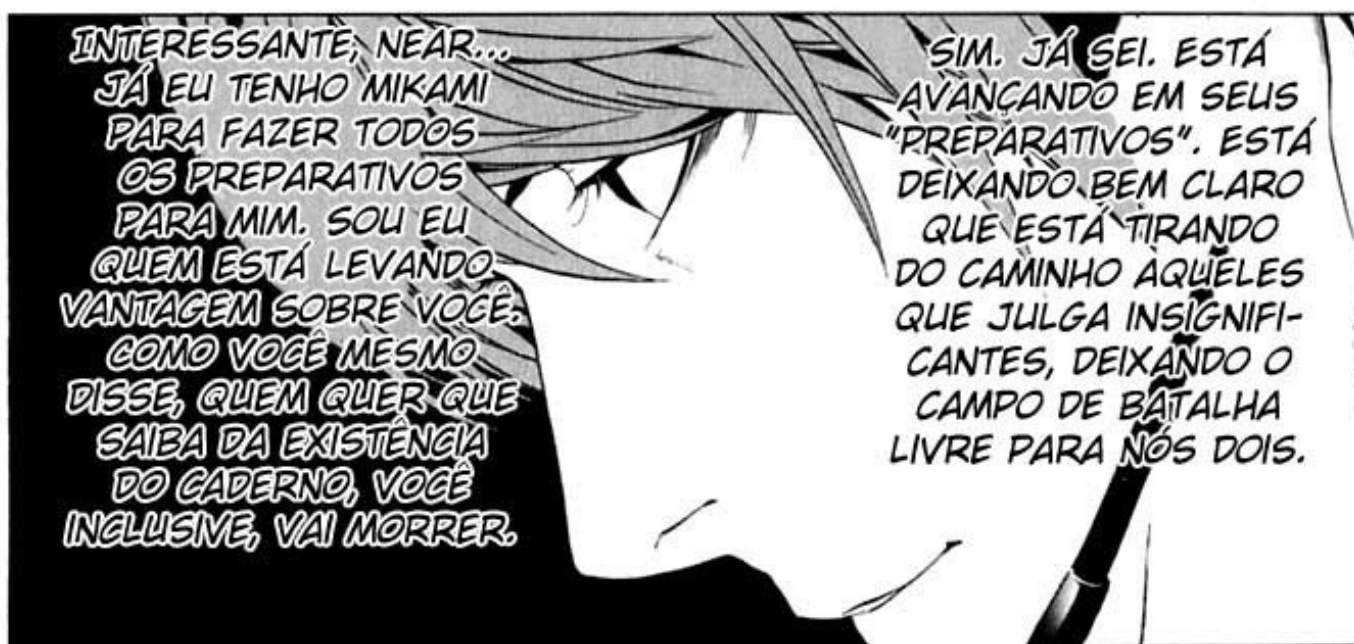 SIM. JÁ SEI. ESTÁ
AVANÇANDO EM SEUS
"PREPARATIVOS". ESTÁ
DEIXANDO BEM CLARO
QUE ESTÁ TIRANDO
DO CAMINHO AQUELES
QUE JULGA INSIGNIFI-
CANTES, DEIXANDO O
CAMPO DE BATALHA
LIVRE PARA NÓS DOIS.
INTERESSANTE, NEAR...
JÁ EU TENHO MIKAMI
PARA FAZER TODOS
OS PREPARATIVOS
PARA MIM. SOU EU
QUEM ESTÁ LEVANDO
VANTAGEM SOBRE VOCÊ.
COMO VOCÊ MESMO
DISSE, QUEM QUER QUE
SAIBA DA EXISTÊNCIA
DO CADERNO, VOCÊ
INCLUSIVE, VAI MORRER.